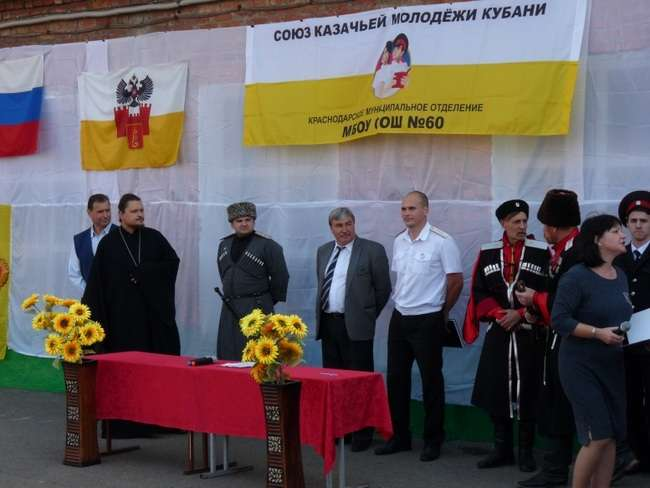 СОЮЗ КАЗАЧЬЕЙ МОЛОДЁЖИ КУБАНИ
КРАСНОДАРСКОЕ МУНИЦИПАЛЬНОЕ ОТДЕЛЕНИЕ
МБОУ СОШ №60